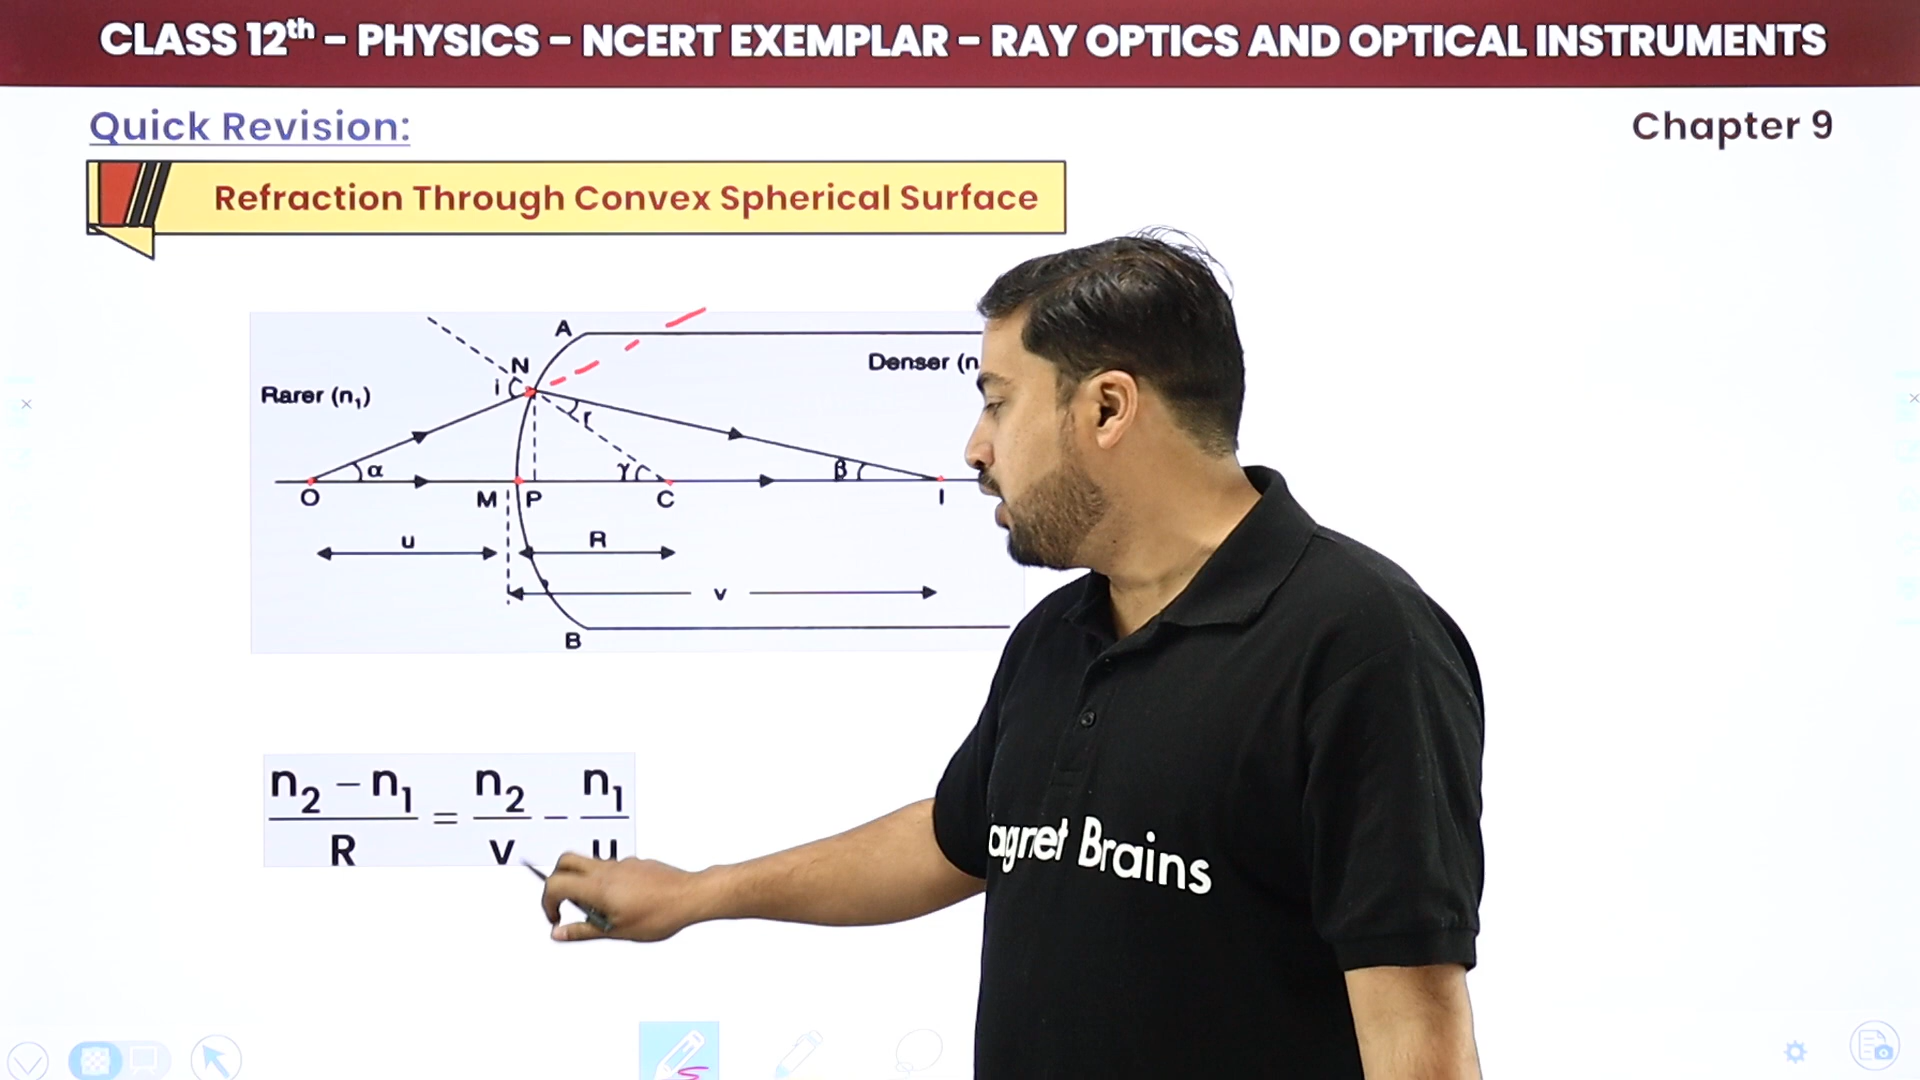 CLASS 12th – PHYSICS – NCERT EXEMPLAR – RAY OPTICS AND OPTICAL INSTRUMENTS
Quick Revision:
Chapter 9
Refraction Through Convex Spherical Surface
A
N
i
Rarer (n₁)
Denser (n
r
α
γ
β
O
M
P
C
I
u
R
v
B
n₂ – n₁ / R = n₂ / v – n₁ / u
agnet Brains